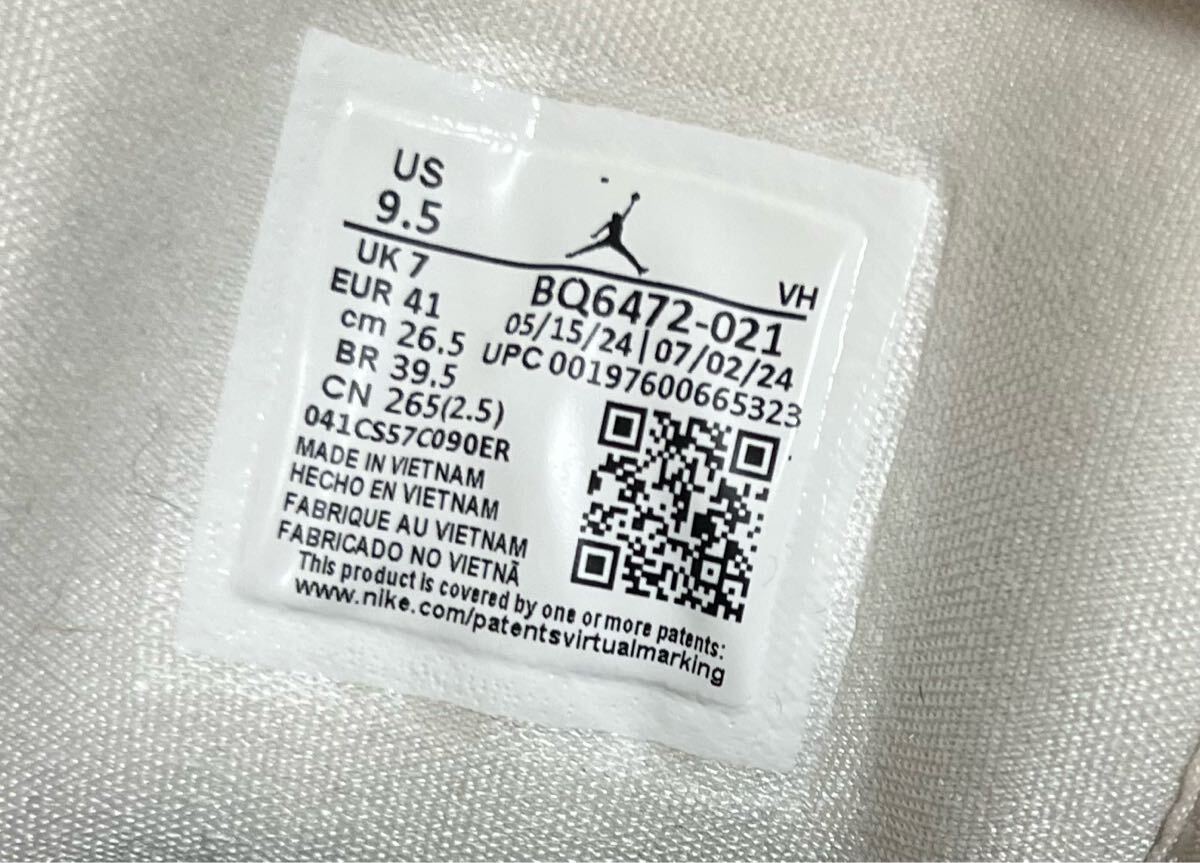 US
9.5
UK 7
EUR 41
cm 26.5
BR 39.5
CN 265(2.5)
041CS57C090ER
VH
BQ6472-021
05/15/24|07/02/24
UPC 00197600665323
MADE IN VIETNAM
HECHO EN VIETNAM
FABRIQUE AU VIETNAM
FABRICADO NO VIETNÃ
This product is covered by one or more patents:
www.nike.com/patentsvirtualmarking